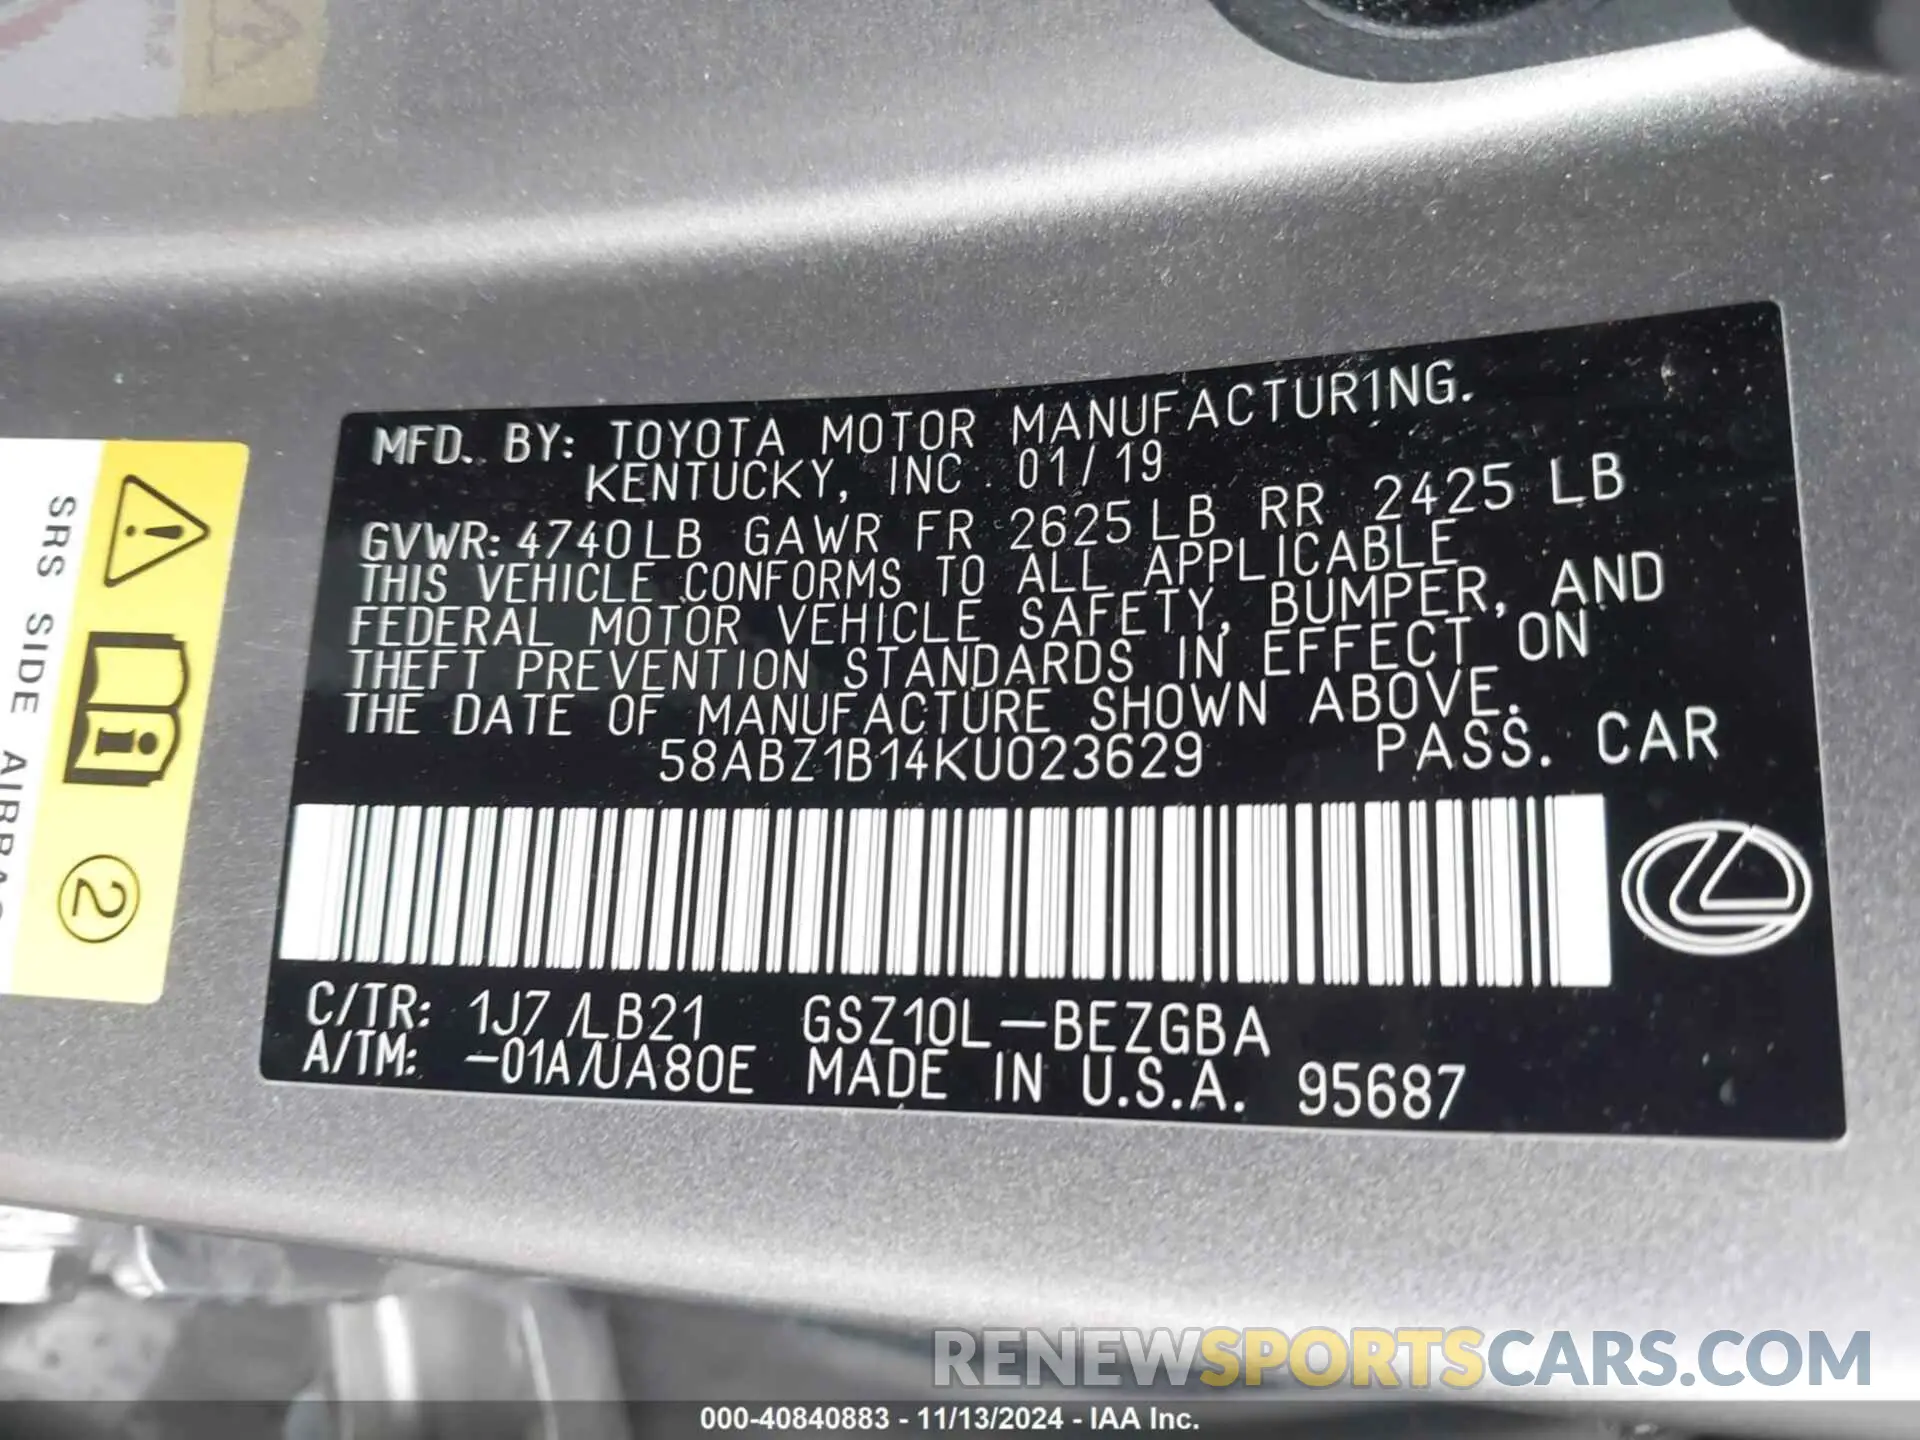 MFD. BY: TOYOTA MOTOR MANUFACTUR1NG.
KENTUCKY, INC. 01/19
GVWR: 4740LB GAWR FR 2625LB RR 2425 LB
THIS VEHICLE CONFORMS TO ALL APPLICABLE
FEDERAL MOTOR VEHICLE SAFETY, BUMPER, AND
THEFT PREVENTION STANDARDS IN EFFECT ON
THE DATE OF MANUFACTURE SHOWN ABOVE.
58ABZ1B14KU023629 PASS. CAR
C/TR: 1J7 /LB21 GSZ10L-BEZGBA
A/TM: -01A/UA80E MADE IN U.S.A. 95687
SRS SIDE AIRBAG
2
RENEWSPORTSCARS.COM
000-40840883 - 11/13/2024 - IAA Inc.